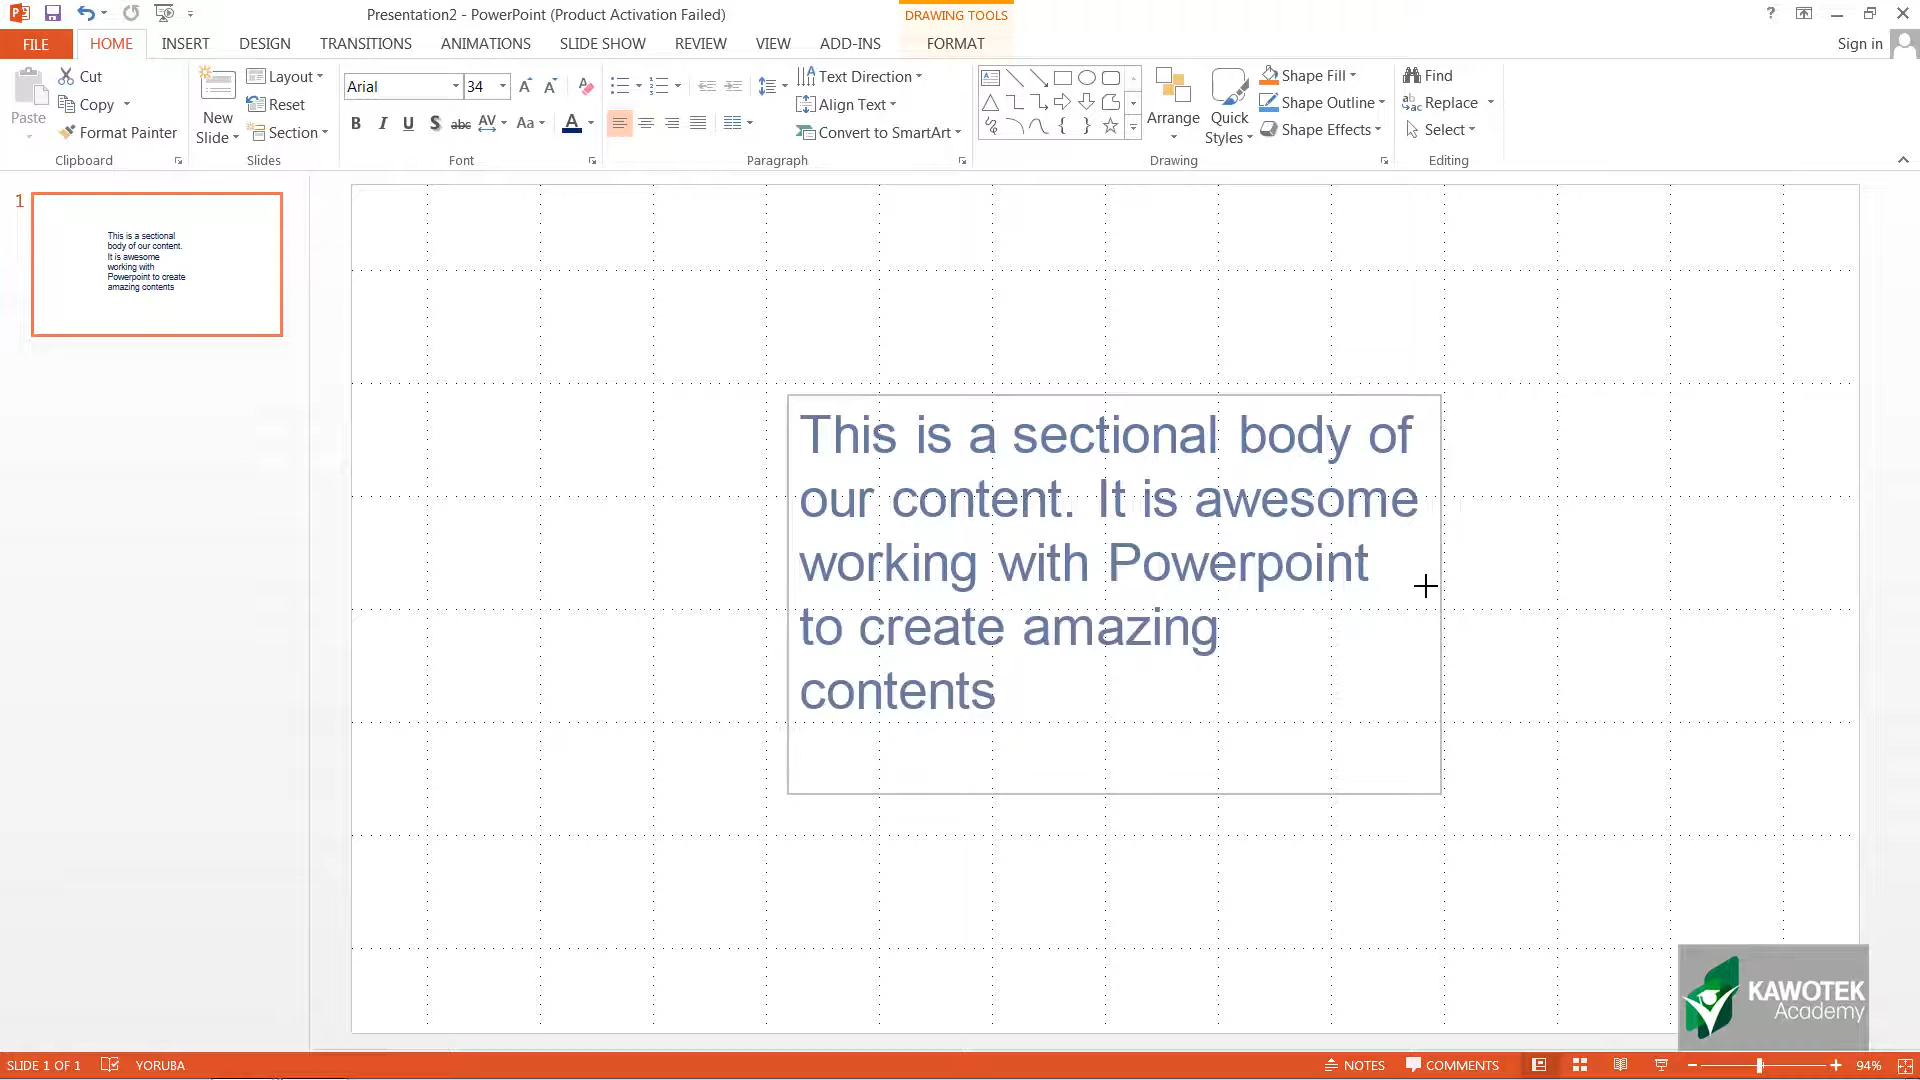 Presentation2 - PowerPoint (Product Activation Failed)
DRAWING TOOLS
?
FILE
HOME
INSERT
DESIGN
TRANSITIONS
ANIMATIONS
SLIDE SHOW
REVIEW
VIEW
ADD-INS
FORMAT
Sign in
Paste
Cut
Copy
Format Painter
Clipboard
New
Slide
Layout
Reset
Section
Slides
Arial
34
B I U S abc AV Aa A
Font
Text Direction
Align Text
Convert to SmartArt
Paragraph
Arrange
Quick
Styles
Shape Fill
Shape Outline
Shape Effects
Drawing
Find
Replace
Select
Editing
1
This is a sectional
body of our content.
It is awesome
working with
Powerpoint to create
amazing contents
This is a sectional body of
our content. It is awesome
working with Powerpoint
to create amazing
contents
KAWOTEK
Academy
SLIDE 1 OF 1
YORUBA
NOTES
COMMENTS
94%